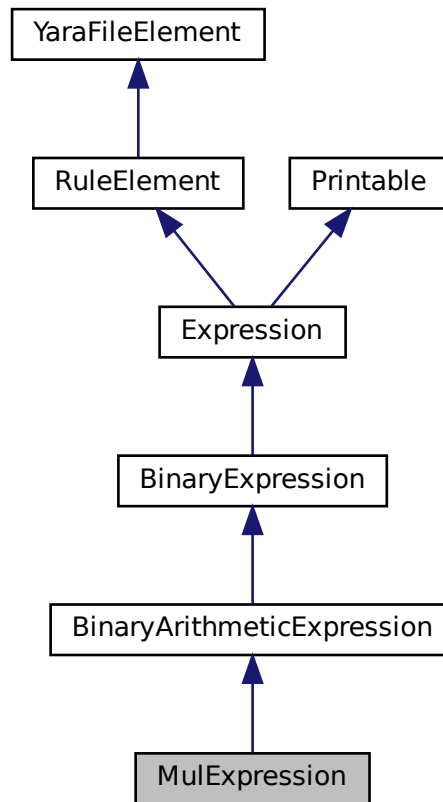 YaraFileElement
RuleElement
Printable
Expression
BinaryExpression
BinaryArithmeticExpression
MulExpression